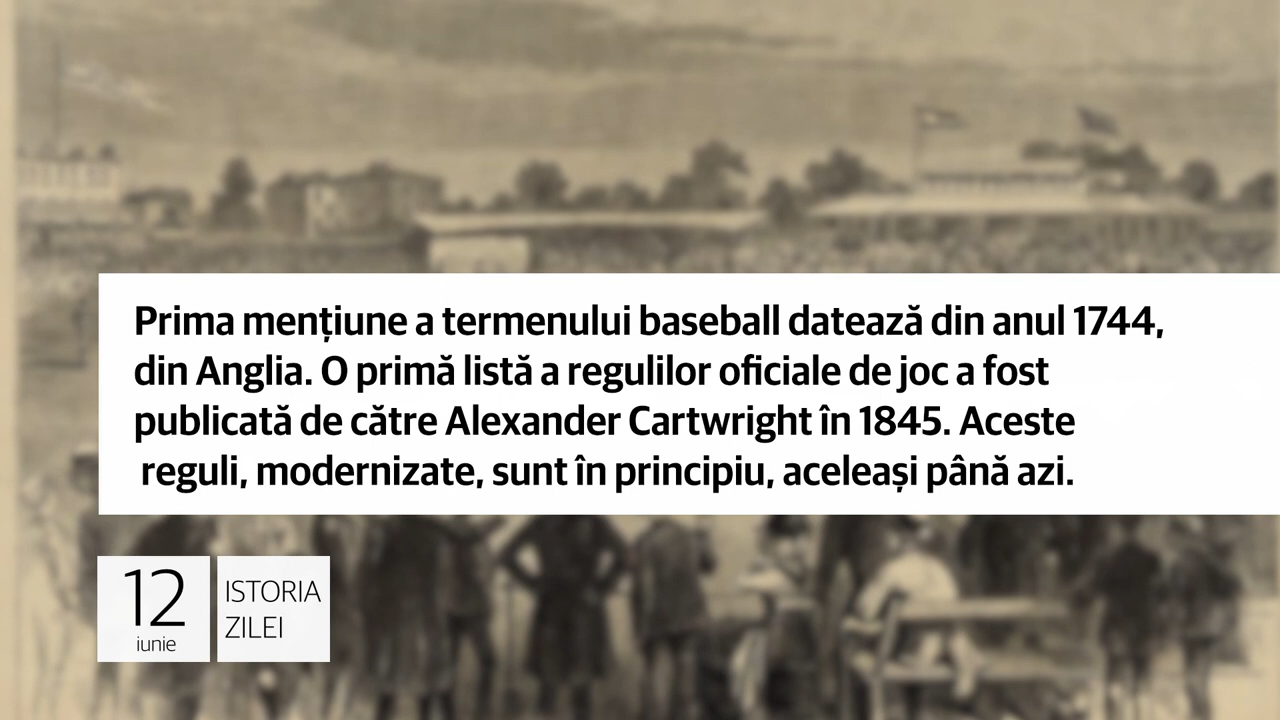 Prima mențiune a termenului baseball datează din anul 1744,
din Anglia. O primă listă a regulilor oficiale de joc a fost
publicată de către Alexander Cartwright în 1845. Aceste
reguli, modernizate, sunt în principiu, aceleași până azi.
12
iunie
ISTORIA
ZILEI